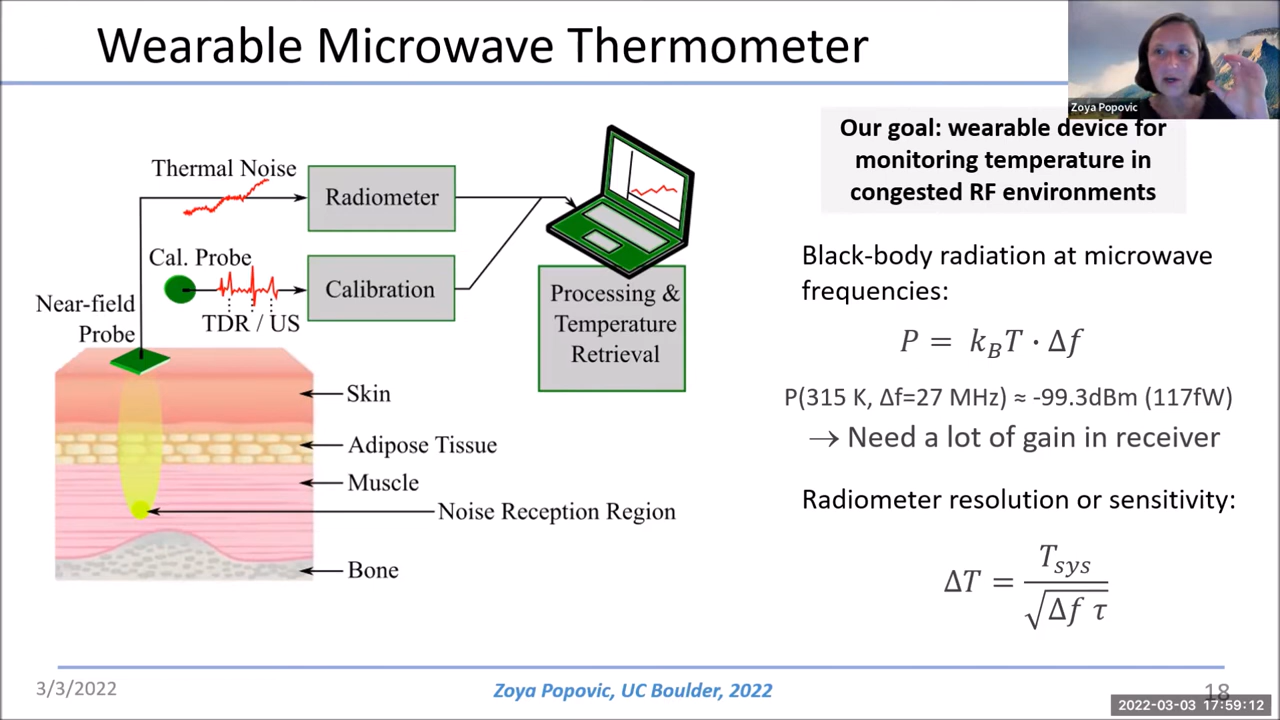 Wearable Microwave Thermometer
Zoya Popovic
Our goal: wearable device for
monitoring temperature in
congested RF environments
Thermal Noise
Radiometer
Cal. Probe
Calibration
TDR / US
Near-field
Probe
Processing &
Temperature
Retrieval
Skin
Adipose Tissue
Muscle
Noise Reception Region
Bone
Black-body radiation at microwave
frequencies:
P = k_B T · Δf
P(315 K, Δf=27 MHz) ≈ -99.3dBm (117fW)
→ Need a lot of gain in receiver
Radiometer resolution or sensitivity:
ΔT = T_sys / √(Δf τ)
3/3/2022
Zoya Popovic, UC Boulder, 2022
18
2022-03-03 17:59:12